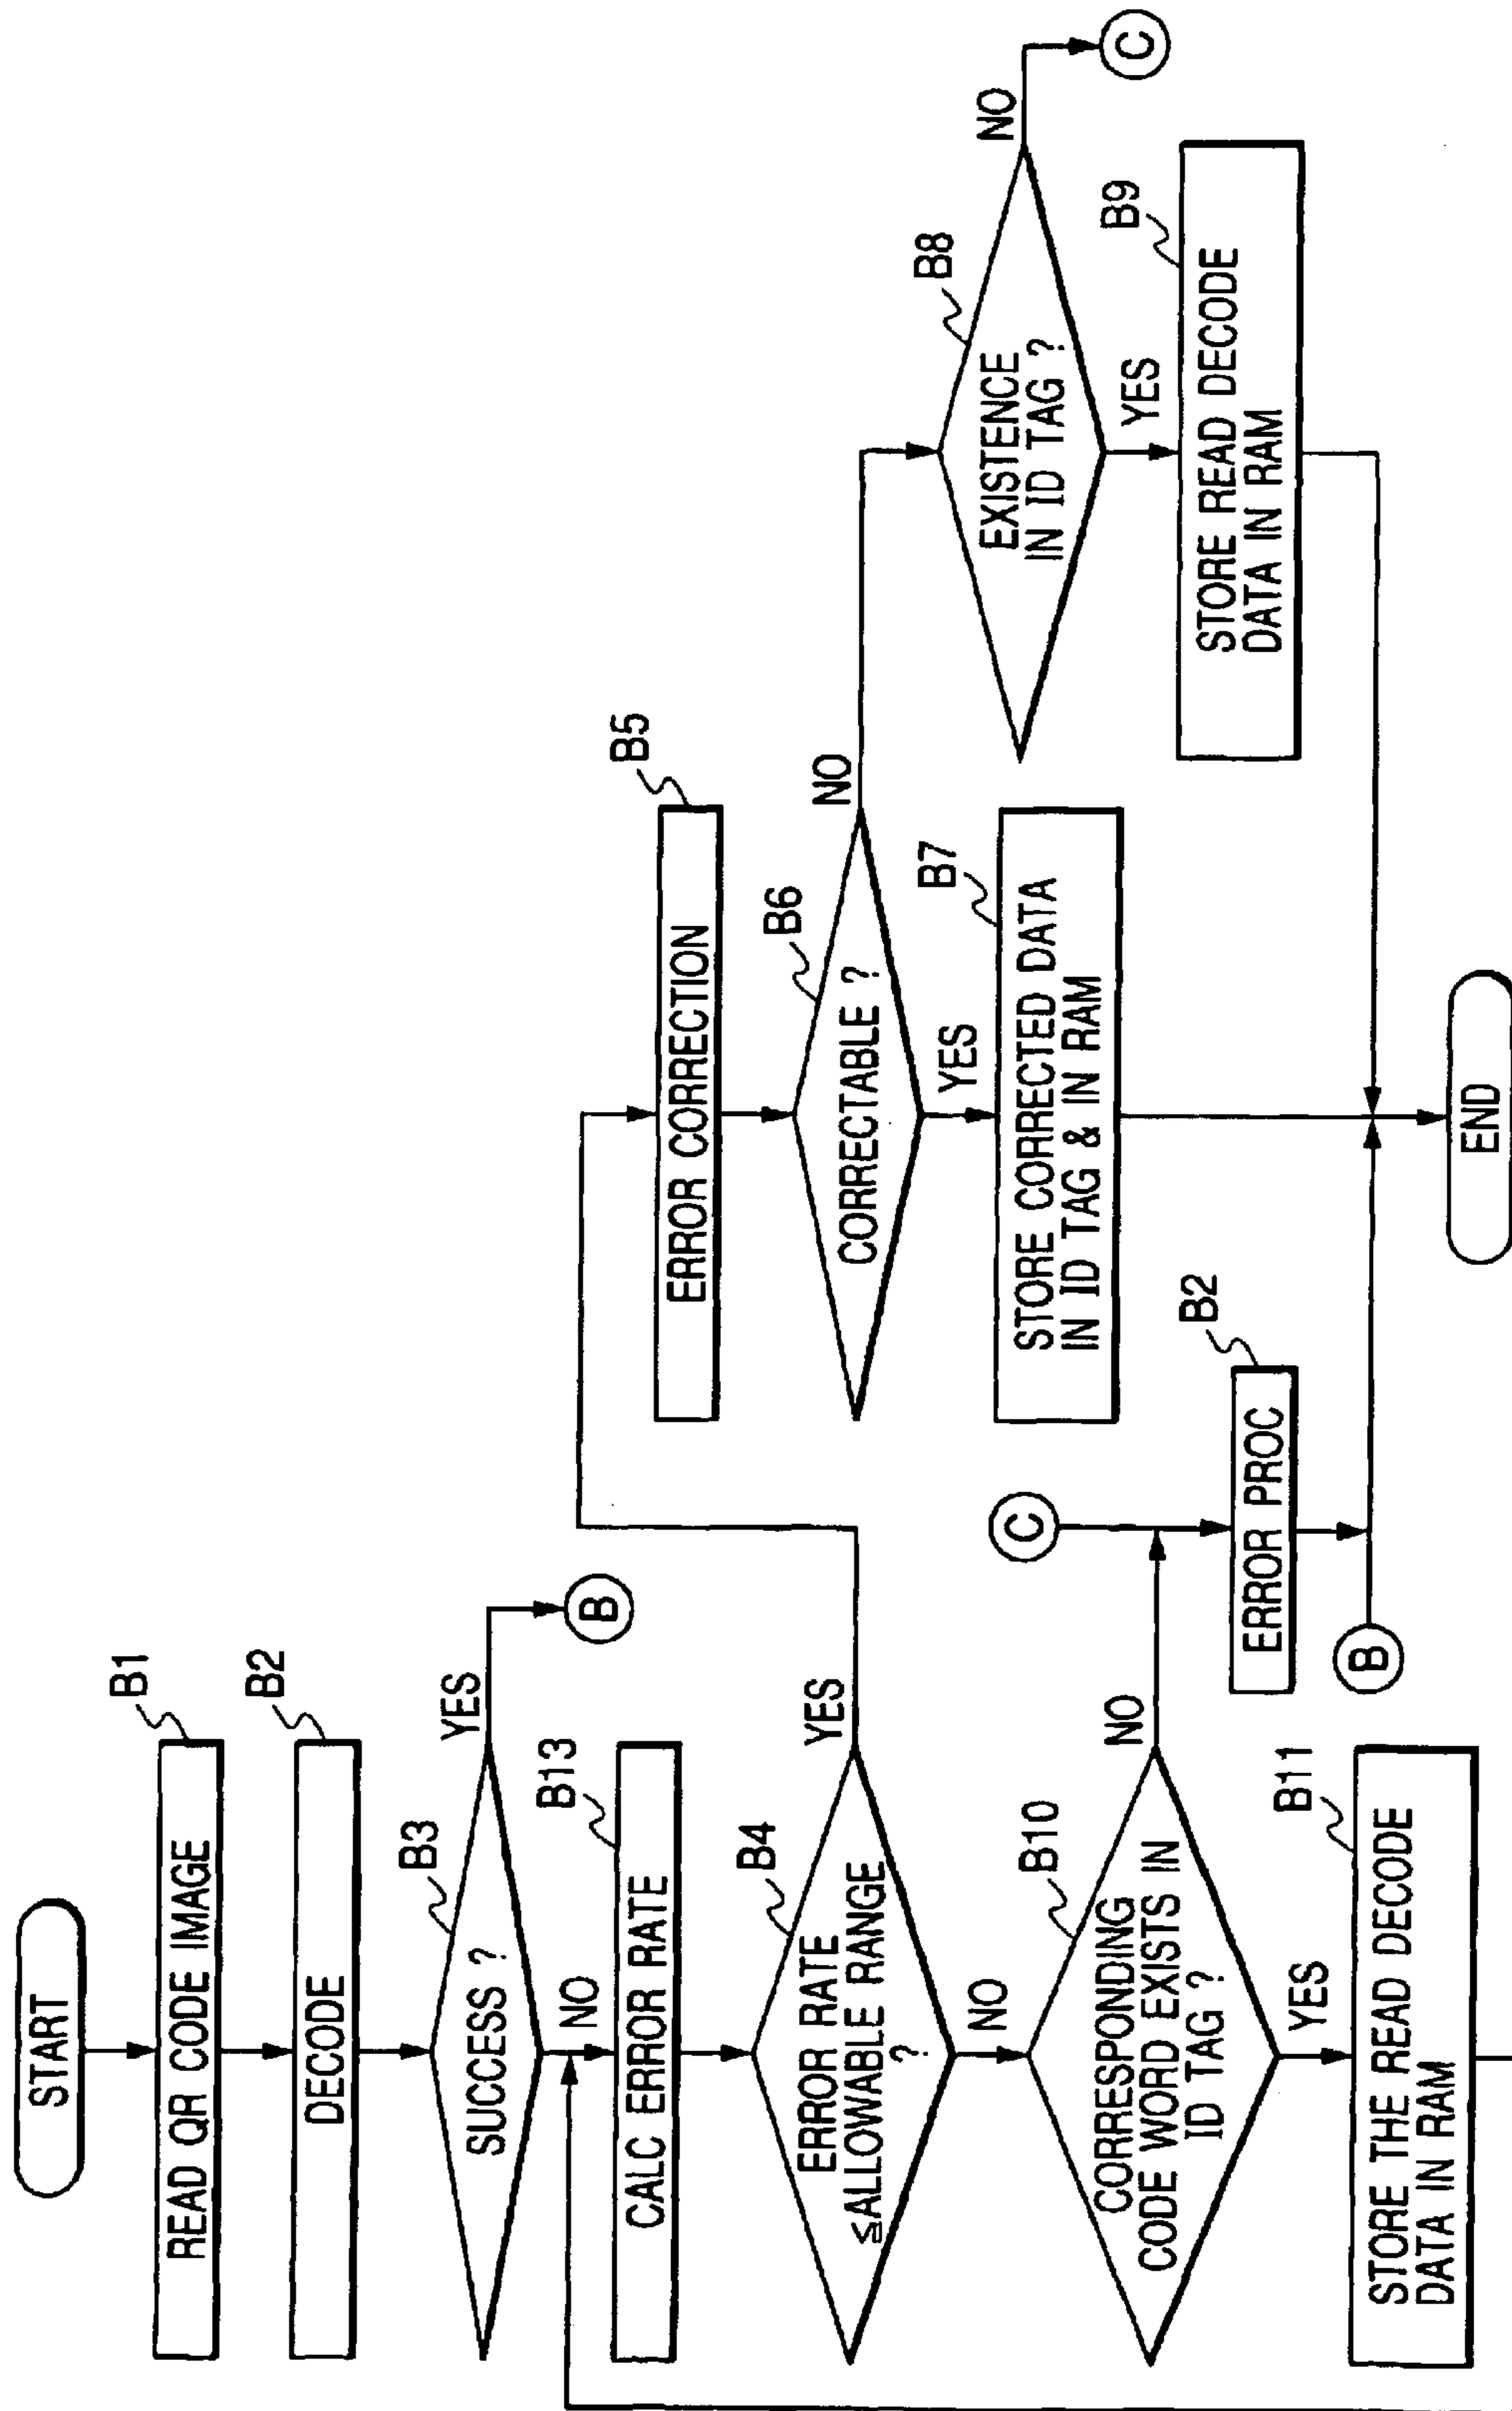 START
B1
READ QR CODE IMAGE
B2
DECODE
B3
SUCCESS ?
YES
B
NO
B13
CALC ERROR RATE
B4
ERROR RATE
≦ALLOWABLE RANGE
?
YES
NO
B10
CORRESPONDING
CODE WORD EXISTS IN
ID TAG ?
NO
YES
B11
STORE THE READ DECODE
DATA IN RAM
C
B2
ERROR PROC
B
B5
ERROR CORRECTION
B6
CORRECTABLE ?
NO
YES
B7
STORE CORRECTED DATA
IN ID TAG & IN RAM
END
B8
EXISTENCE
IN ID TAG ?
NO
C
YES
B9
STORE READ DECODE
DATA IN RAM